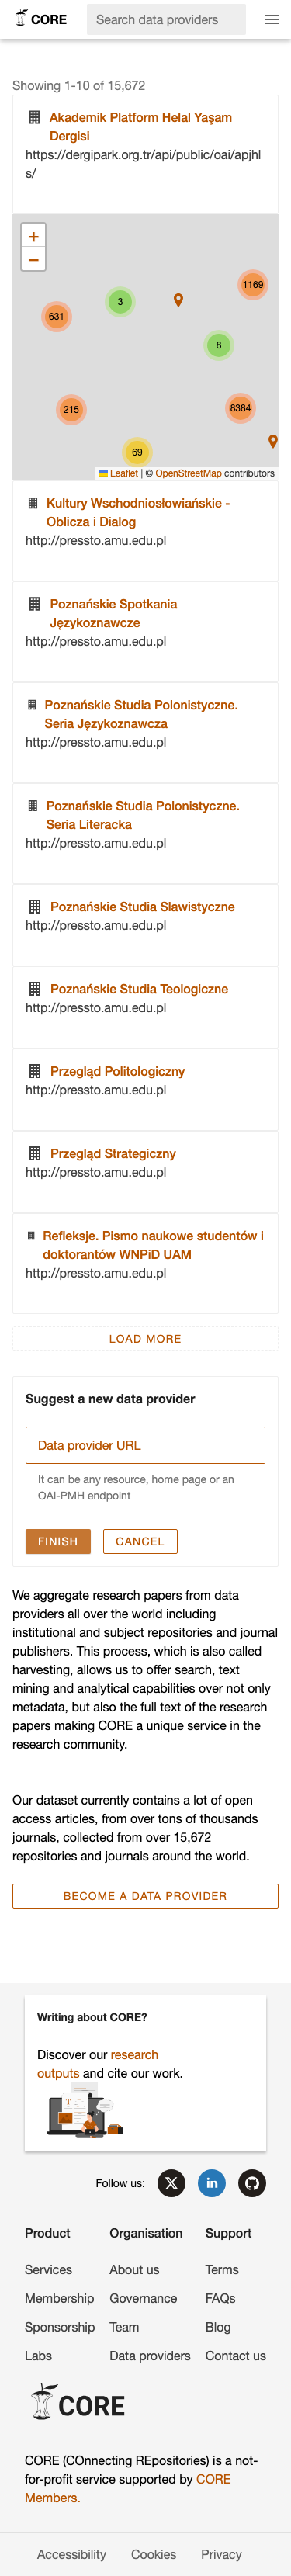 CORE
Search data providers
Showing 1-10 of 15,672
Akademik Platform Helal Yaşam
Dergisi
https://dergipark.org.tr/api/public/oai/apjhl
s/
+
−
3
1169
631
8
215
8384
69
Leaflet | © OpenStreetMap contributors
Kultury Wschodniosłowiańskie -
Oblicza i Dialog
http://pressto.amu.edu.pl
Poznańskie Spotkania
Językoznawcze
http://pressto.amu.edu.pl
Poznańskie Studia Polonistyczne.
Seria Językoznawcza
http://pressto.amu.edu.pl
Poznańskie Studia Polonistyczne.
Seria Literacka
http://pressto.amu.edu.pl
Poznańskie Studia Slawistyczne
http://pressto.amu.edu.pl
Poznańskie Studia Teologiczne
http://pressto.amu.edu.pl
Przegląd Politologiczny
http://pressto.amu.edu.pl
Przegląd Strategiczny
http://pressto.amu.edu.pl
Refleksje. Pismo naukowe studentów i
doktorantów WNPiD UAM
http://pressto.amu.edu.pl
LOAD MORE
Suggest a new data provider
Data provider URL
It can be any resource, home page or an
OAI-PMH endpoint
FINISH
CANCEL
We aggregate research papers from data
providers all over the world including
institutional and subject repositories and journal
publishers. This process, which is also called
harvesting, allows us to offer search, text
mining and analytical capabilities over not only
metadata, but also the full text of the research
papers making CORE a unique service in the
research community.
Our dataset currently contains a lot of open
access articles, from over tons of thousands
journals, collected from over 15,672
repositories and journals around the world.
BECOME A DATA PROVIDER
Writing about CORE?
Discover our research
outputs and cite our work.
Follow us:
Product
Organisation
Support
Services
About us
Terms
Membership
Governance
FAQs
Sponsorship
Team
Blog
Labs
Data providers
Contact us
CORE
CORE (COnnecting REpositories) is a not-
for-profit service supported by CORE
Members.
Accessibility
Cookies
Privacy